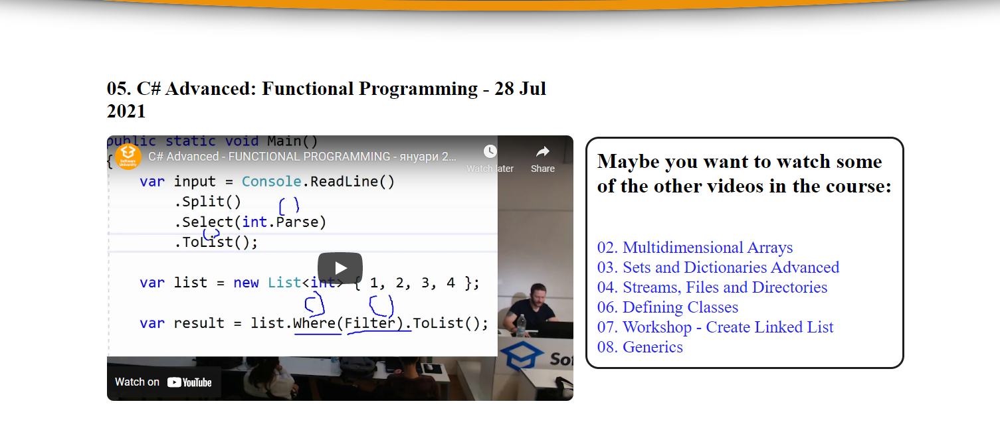 05. C# Advanced: Functional Programming - 28 Jul
2021
public static void Main()
{
Software
University
C# Advanced - FUNCTIONAL PROGRAMMING - януари 2...
Watch later
Share
var input = Console.ReadLine()
.Split()
.Select(int.Parse)
.ToList();
var list = new List<int> { 1, 2, 3, 4 };
var result = list.Where(Filter).ToList();
Sof
Watch on YouTube
Maybe you want to watch some
of the other videos in the course:
02. Multidimensional Arrays
03. Sets and Dictionaries Advanced
04. Streams, Files and Directories
06. Defining Classes
07. Workshop - Create Linked List
08. Generics